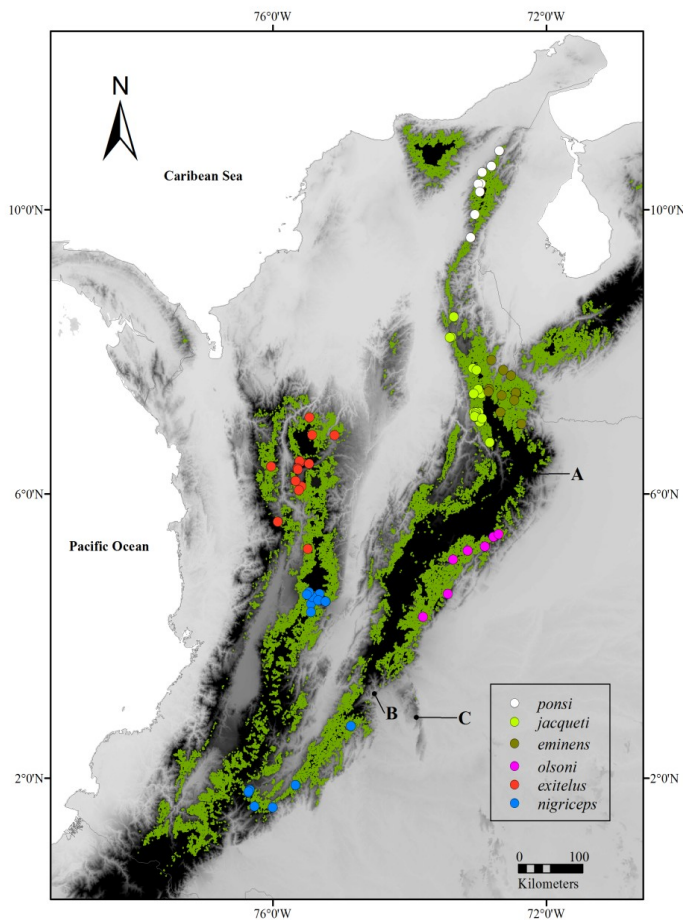 76°0'W 72°0'W
N
Caribean Sea
10°0'N 10°0'N
6°0'N 6°0'N
A
Pacific Ocean
B
C
ponsi
jacqueti
eminens
olsoni
exitelus
nigriceps
2°0'N 2°0'N
0 100
Kilometers
76°0'W 72°0'W